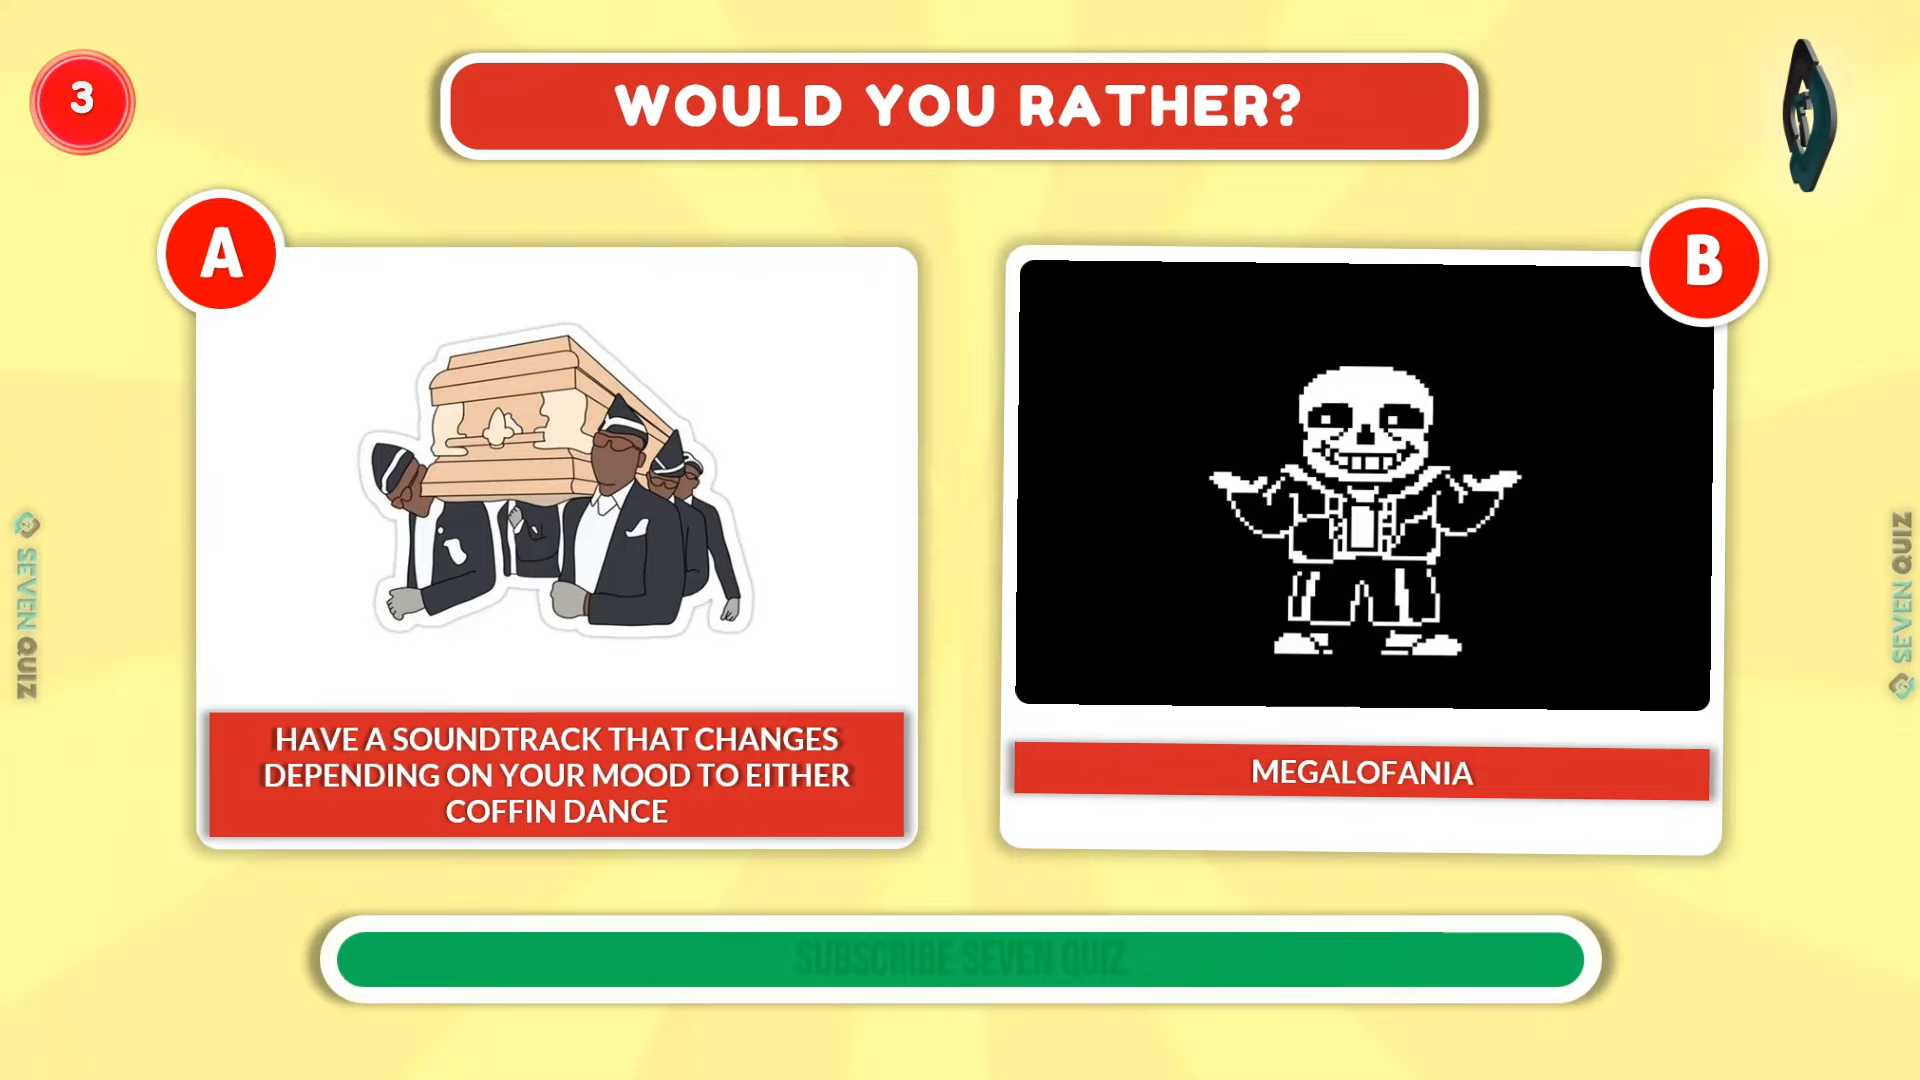 3
WOULD YOU RATHER?
A
B
HAVE A SOUNDTRACK THAT CHANGES
DEPENDING ON YOUR MOOD TO EITHER
COFFIN DANCE
MEGALOFANIA
SEVEN QUIZ
SEVEN QUIZ
SUBSCRIBE SEVEN QUIZ